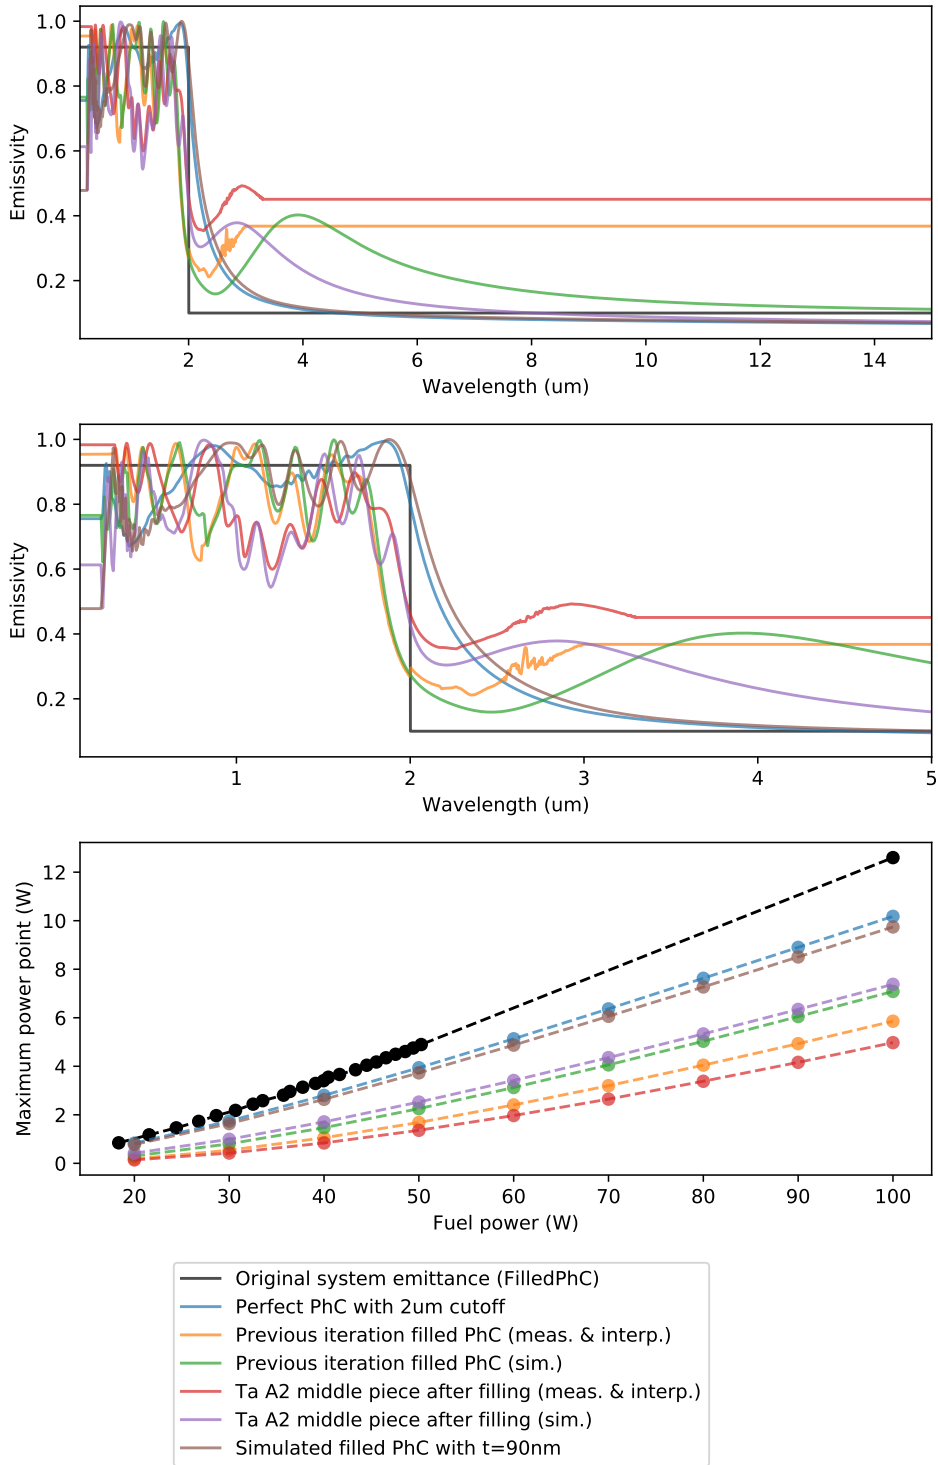 1.0
0.8
0.6
0.4
0.2
Emissivity
2 4 6 8 10 12 14
Wavelength (um)
1.0
0.8
0.6
0.4
0.2
Emissivity
1 2 3 4 5
Wavelength (um)
12
10
8
6
4
2
0
Maximum power point (W)
20 30 40 50 60 70 80 90 100
Fuel power (W)
Original system emittance (FilledPhC)
Perfect PhC with 2um cutoff
Previous iteration filled PhC (meas. & interp.)
Previous iteration filled PhC (sim.)
Ta A2 middle piece after filling (meas. & interp.)
Ta A2 middle piece after filling (sim.)
Simulated filled PhC with t=90nm